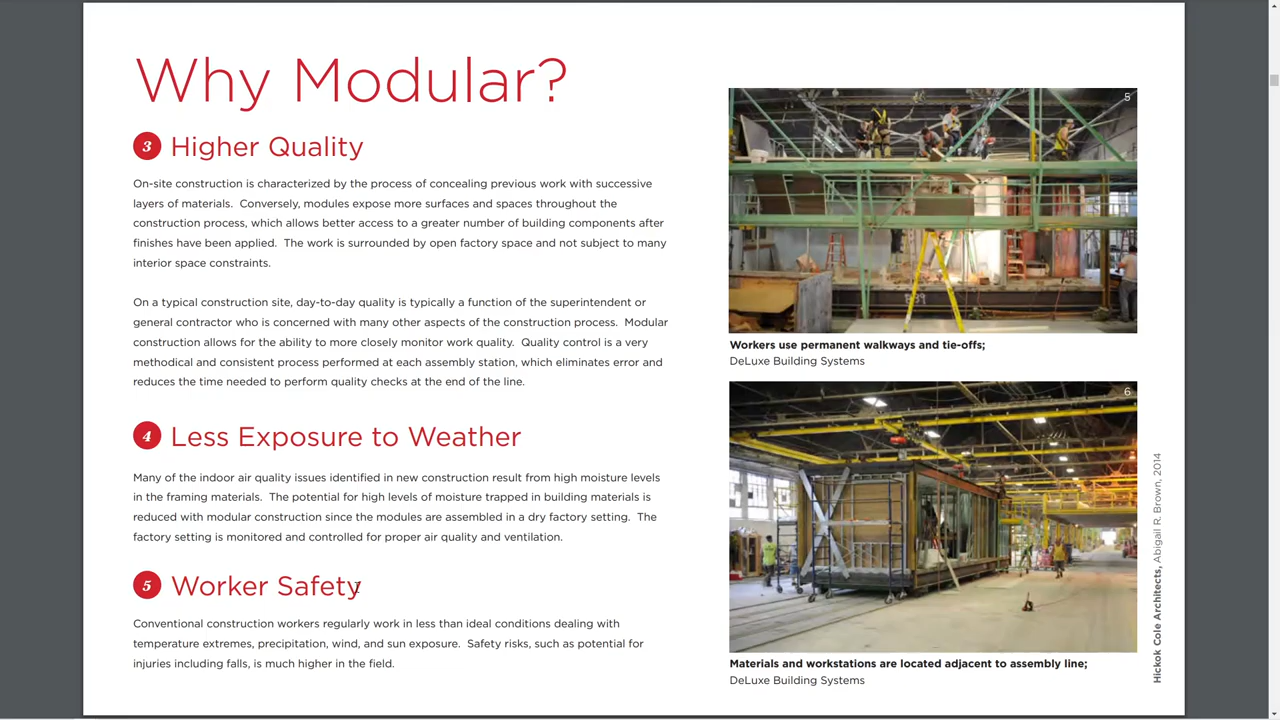 Why Modular?
3 Higher Quality
On-site construction is characterized by the process of concealing previous work with successive
layers of materials.  Conversely, modules expose more surfaces and spaces throughout the
construction process, which allows better access to a greater number of building components after
finishes have been applied.  The work is surrounded by open factory space and not subject to many
interior space constraints.
On a typical construction site, day-to-day quality is typically a function of the superintendent or
general contractor who is concerned with many other aspects of the construction process.  Modular
construction allows for the ability to more closely monitor work quality.  Quality control is a very
methodical and consistent process performed at each assembly station, which eliminates error and
reduces the time needed to perform quality checks at the end of the line.
4 Less Exposure to Weather
Many of the indoor air quality issues identified in new construction result from high moisture levels
in the framing materials.  The potential for high levels of moisture trapped in building materials is
reduced with modular construction since the modules are assembled in a dry factory setting.  The
factory setting is monitored and controlled for proper air quality and ventilation.
5 Worker Safety
Conventional construction workers regularly work in less than ideal conditions dealing with
temperature extremes, precipitation, wind, and sun exposure.  Safety risks, such as potential for
injuries including falls, is much higher in the field.
5
Workers use permanent walkways and tie-offs;
DeLuxe Building Systems
6
Materials and workstations are located adjacent to assembly line;
DeLuxe Building Systems
Hickok Cole Architects, Abigail R. Brown, 2014